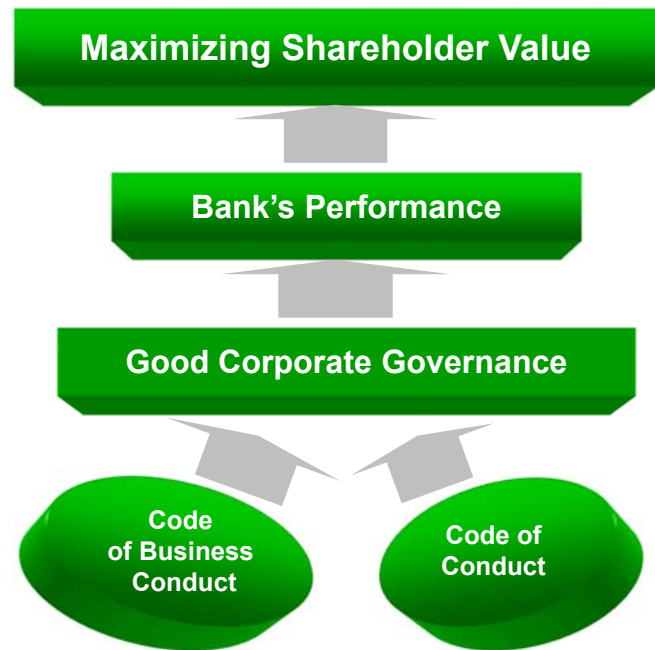 Maximizing Shareholder Value
Bank’s Performance
Good Corporate Governance
Code
of Business
Conduct
Code of
Conduct